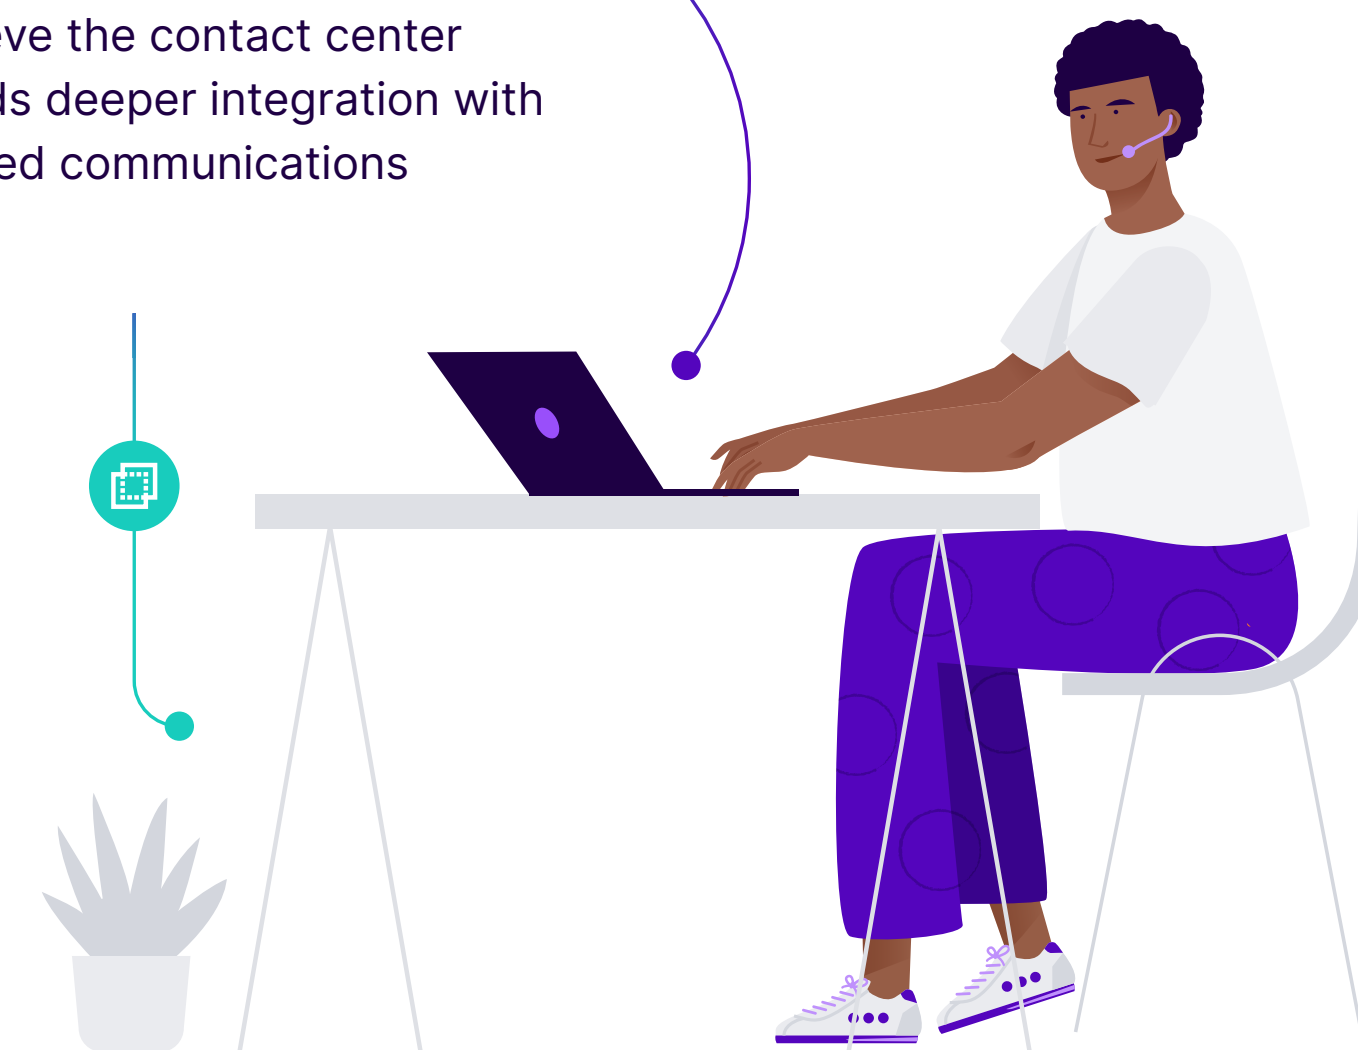 eve the contact center
ds deeper integration with
ed communications